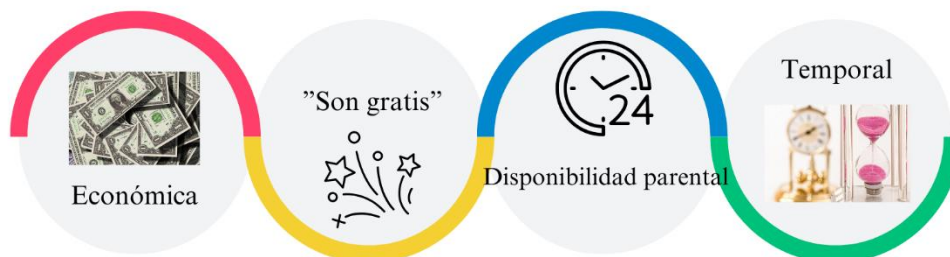 Económica
”Son gratis”
24
Disponibilidad parental
Temporal